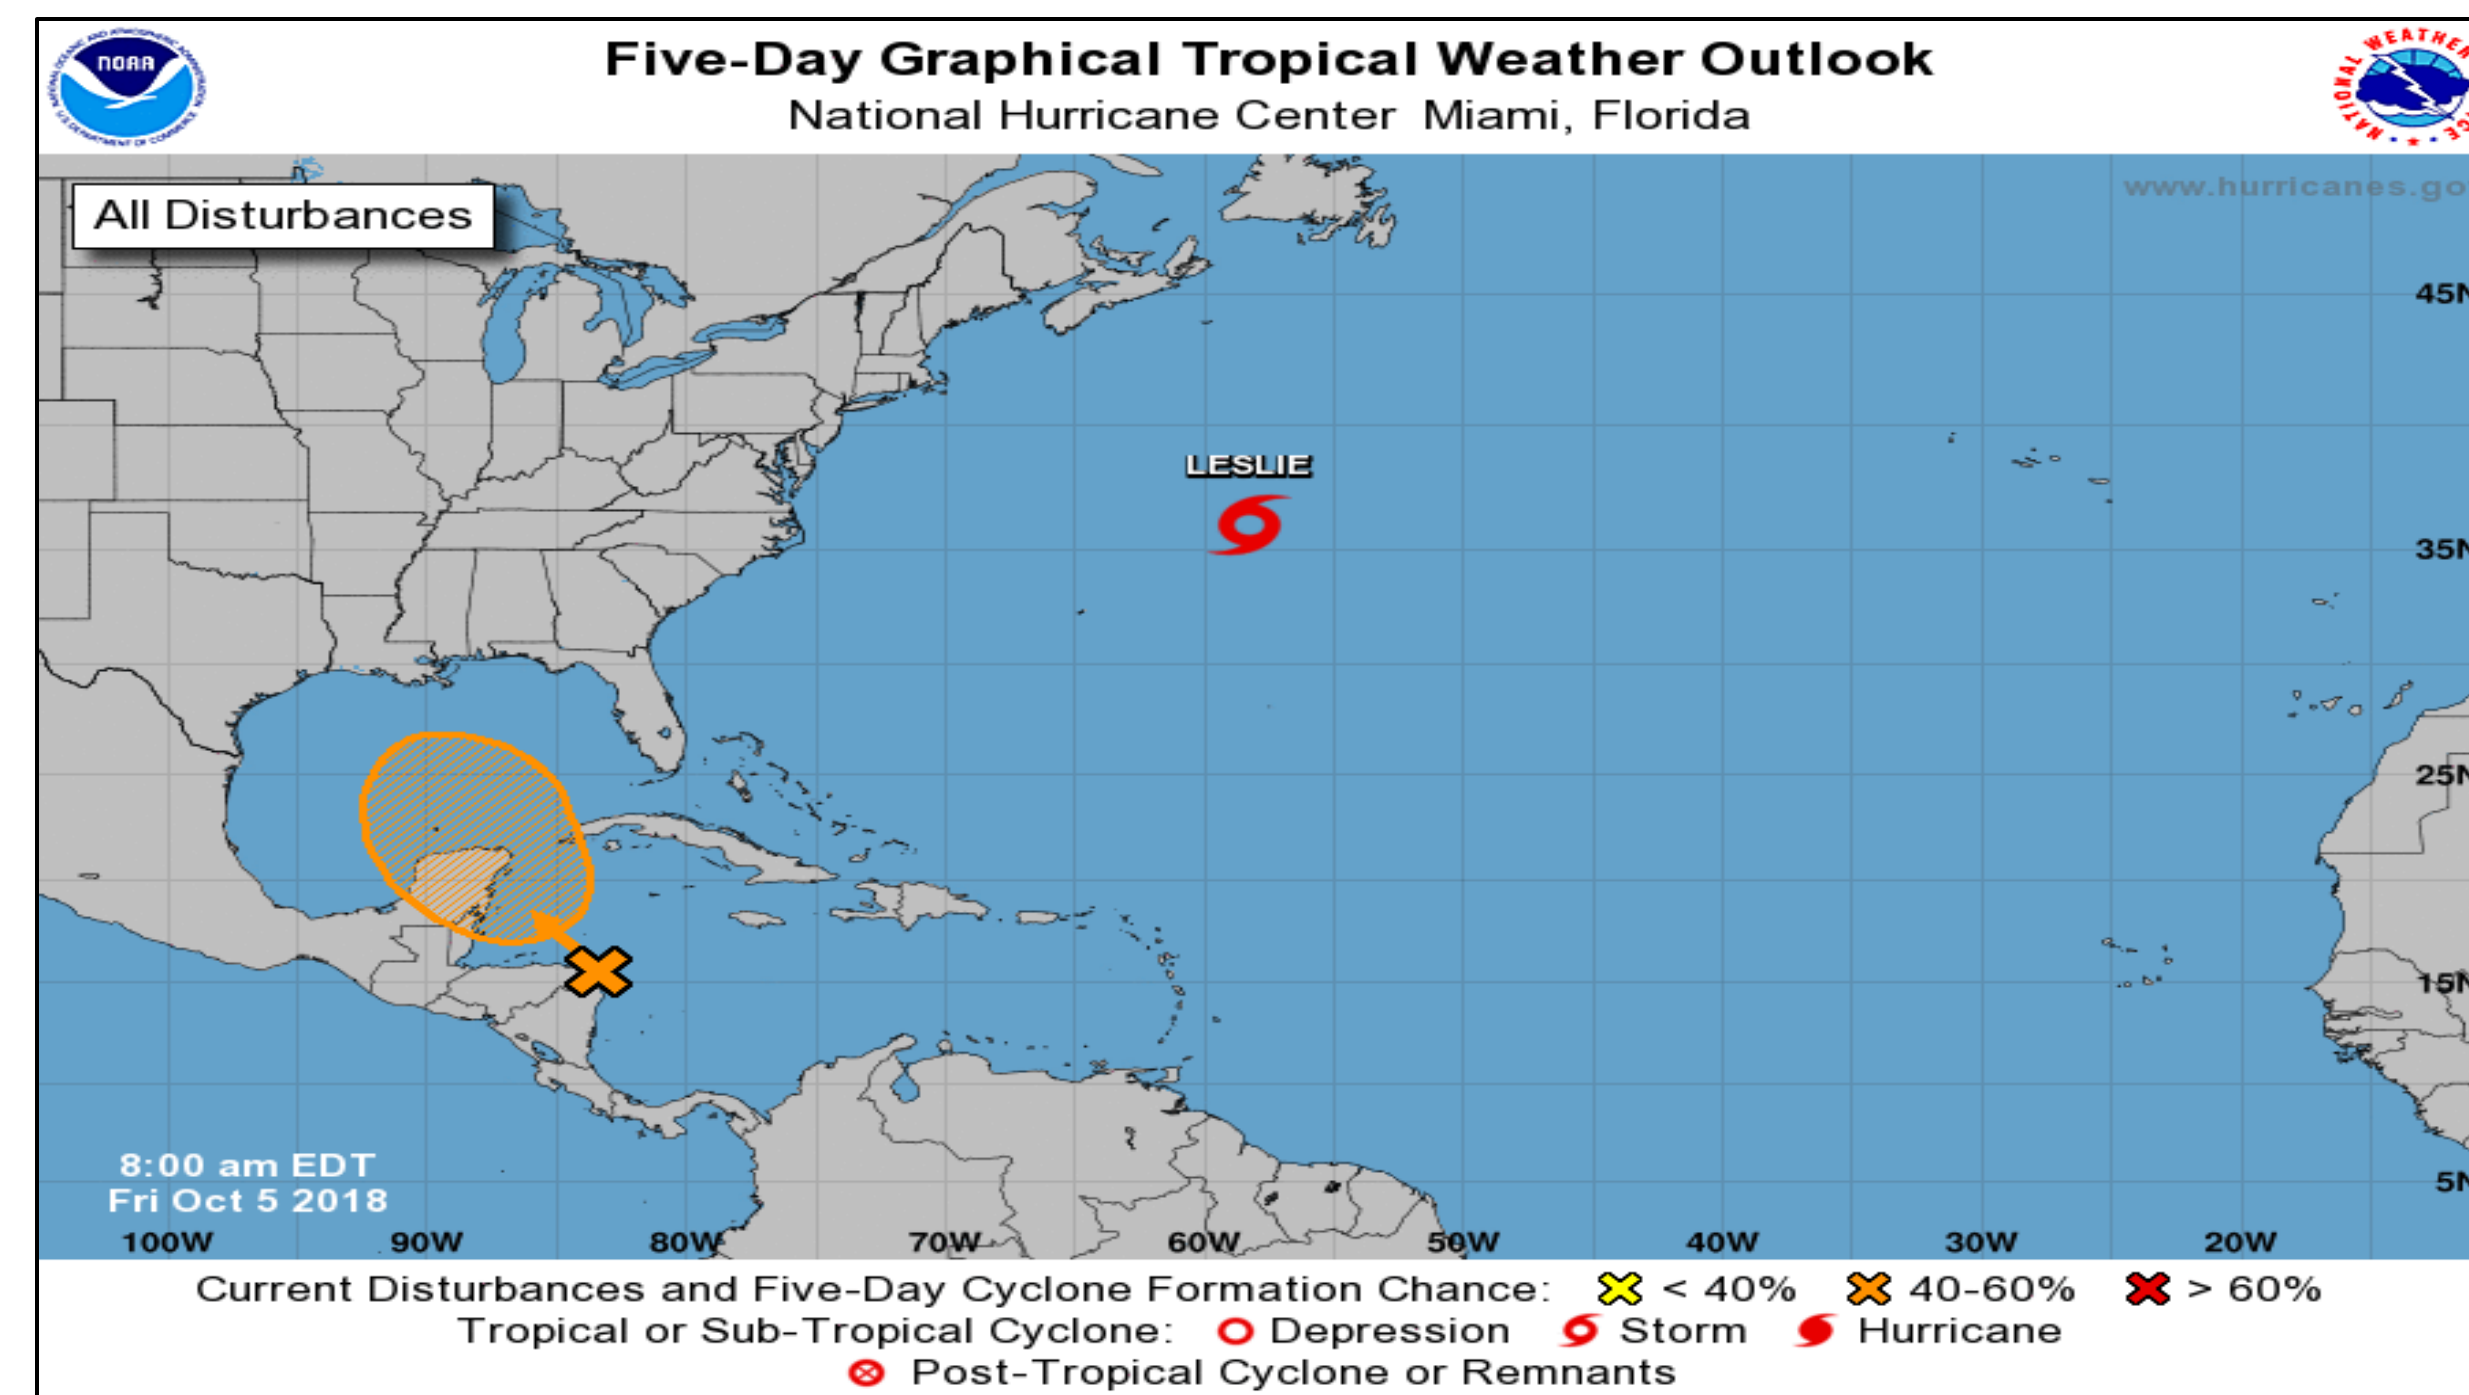 Five-Day Graphical Tropical Weather Outlook
National Hurricane Center Miami, Florida
NOAA
NATIONAL WEATHER
All Disturbances
www.hurricanes.go
45N
LESLIE
35N
25N
15N
5N
8:00 am EDT
Fri Oct 5 2018
100W 90W 80W 70W 60W 50W 40W 30W 20W
Current Disturbances and Five-Day Cyclone Formation Chance: < 40% 40-60% > 60%
Tropical or Sub-Tropical Cyclone: Depression Storm Hurricane
Post-Tropical Cyclone or Remnants